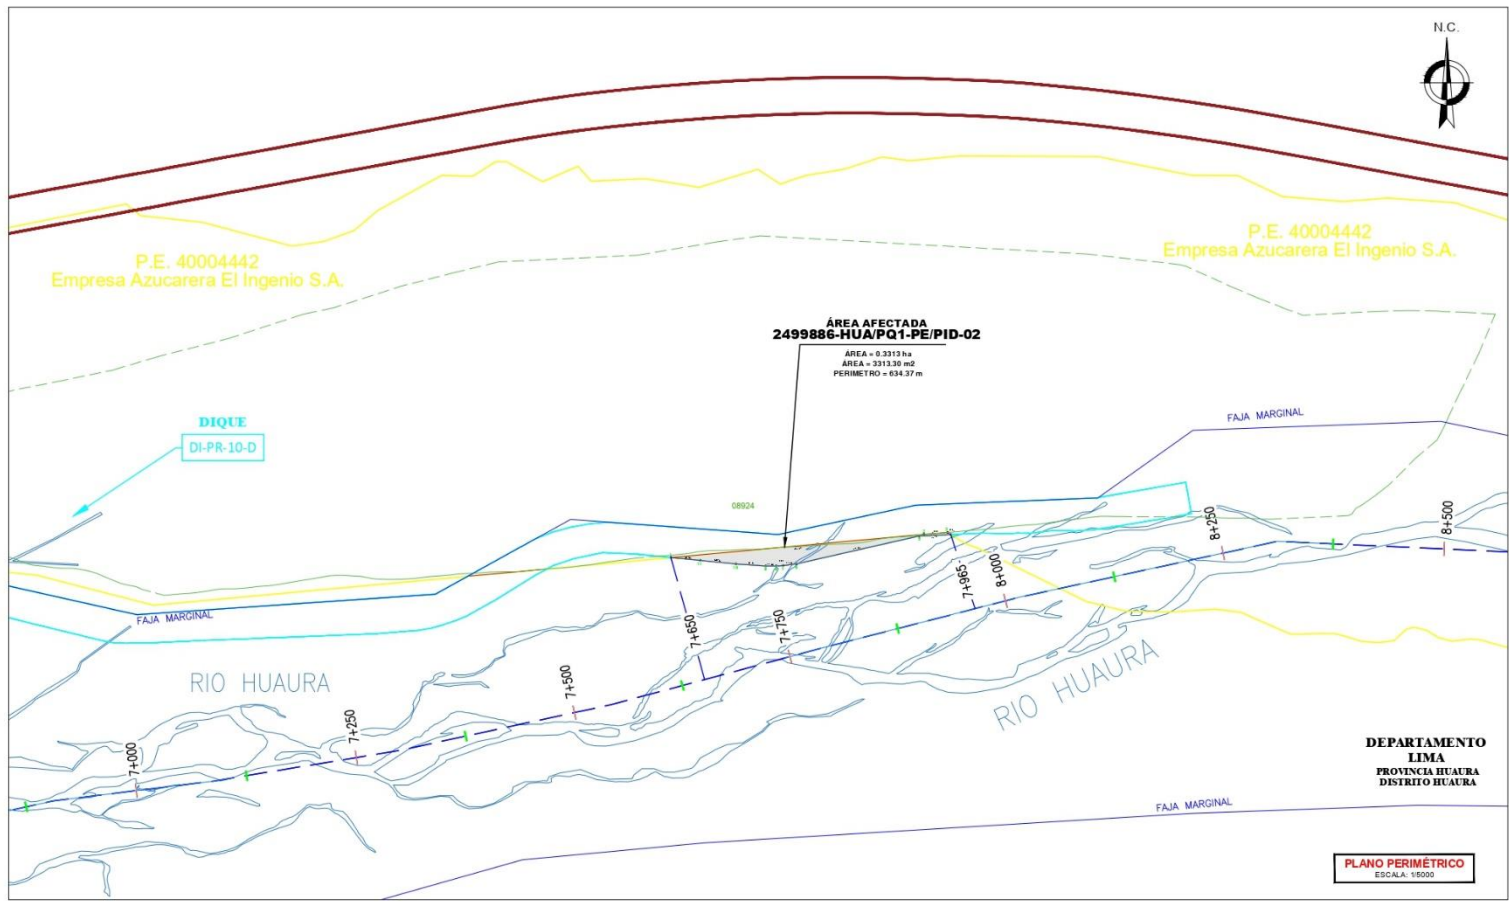 N.C.
P.E. 40004442
Empresa Azucarera El Ingenio S.A.
P.E. 40004442
Empresa Azucarera El Ingenio S.A.
ÁREA AFECTADA
2499886-HUA/PQ1-PE/PID-02
ÁREA = 0.3313 ha
ÁREA = 3313.30 m2
PERIMETRO = 634.37 m
DIQUE
DI-PR-10-D
FAJA MARGINAL
08924
8+250
8+500
7+965
8+000
FAJA MARGINAL
7+650
7+750
RIO HUAURA
RIO HUAURA
7+500
7+250
7+000
DEPARTAMENTO
LIMA
PROVINCIA HUAURA
DISTRITO HUAURA
FAJA MARGINAL
PLANO PERIMÉTRICO
ESCALA: 1/5000